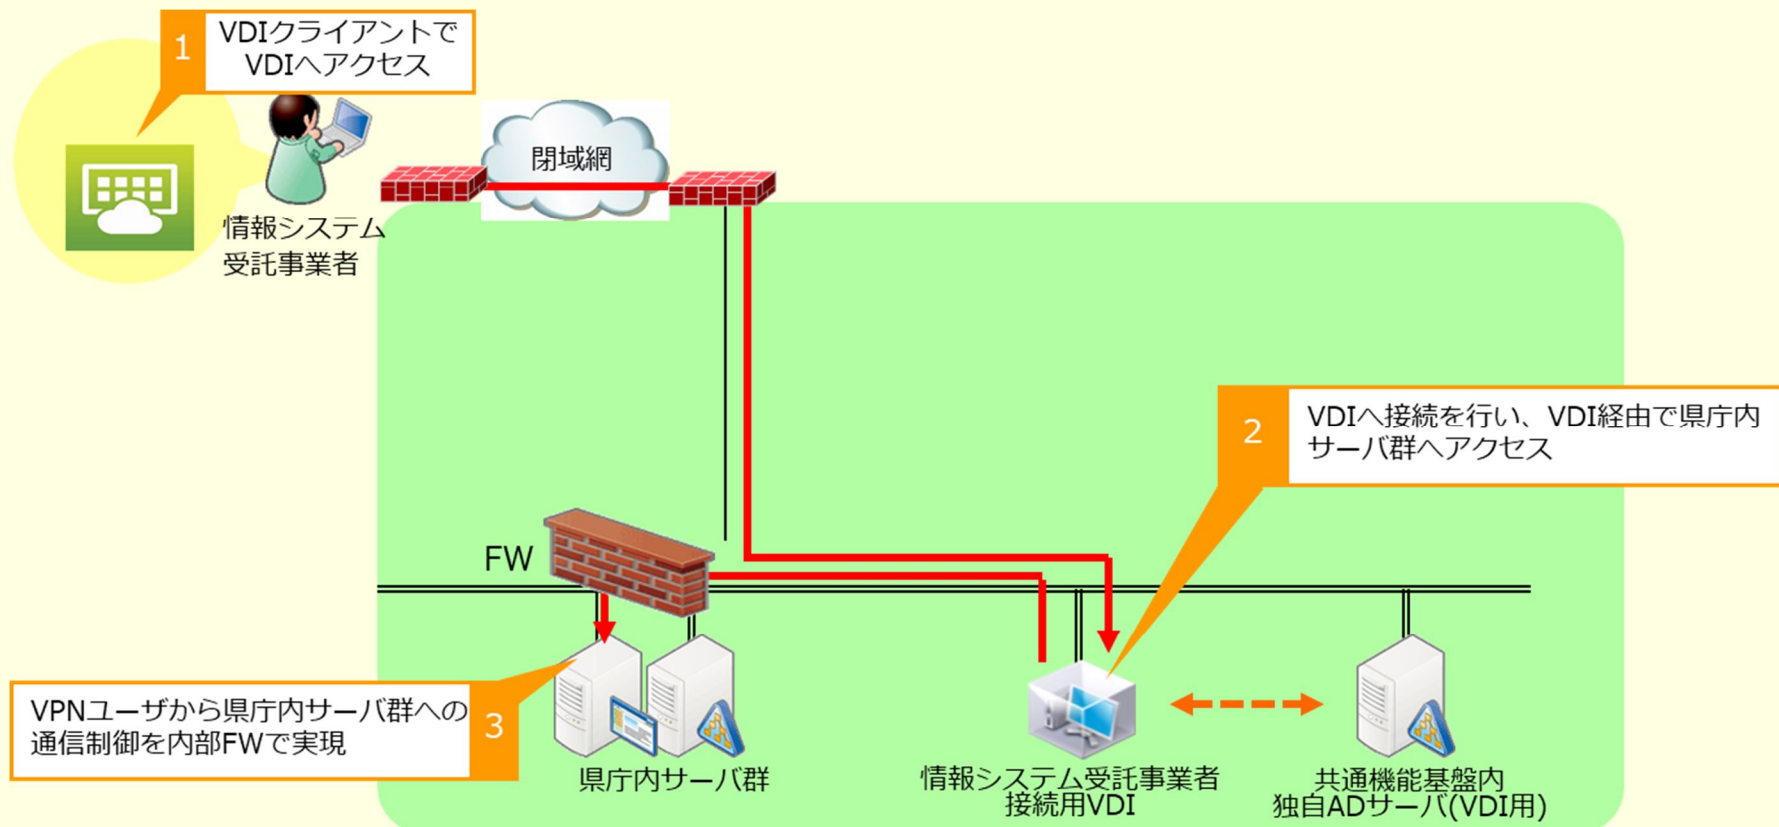 1
VDIクライアントで
VDIへアクセス
閉域網
情報システム
受託事業者
2
VDIへ接続を行い、VDI経由で県庁内
サーバ群へアクセス
FW
3
VPNユーザから県庁内サーバ群への
通信制御を内部FWで実現
県庁内サーバ群
情報システム受託事業者
接続用VDI
共通機能基盤内
独自ADサーバ(VDI用)